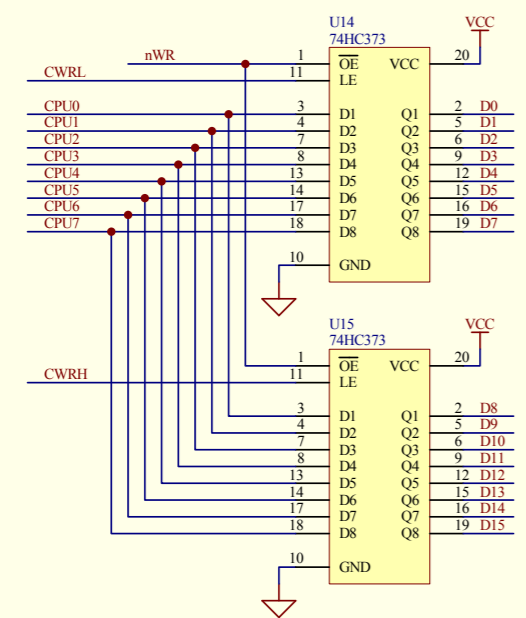 U14
74HC373
VCC
nWR 1 OE VCC 20
CWRL 11 LE
CPU0 3 D1 Q1 2 D0
CPU1 4 D2 Q2 5 D1
CPU2 7 D3 Q3 6 D2
CPU3 8 D4 Q4 9 D3
CPU4 13 D5 Q5 12 D4
CPU5 14 D6 Q6 15 D5
CPU6 17 D7 Q7 16 D6
CPU7 18 D8 Q8 19 D7
10 GND
U15
74HC373
VCC
1 OE VCC 20
CWRH 11 LE
3 D1 Q1 2 D8
4 D2 Q2 5 D9
7 D3 Q3 6 D10
8 D4 Q4 9 D11
13 D5 Q5 12 D12
14 D6 Q6 15 D13
17 D7 Q7 16 D14
18 D8 Q8 19 D15
10 GND